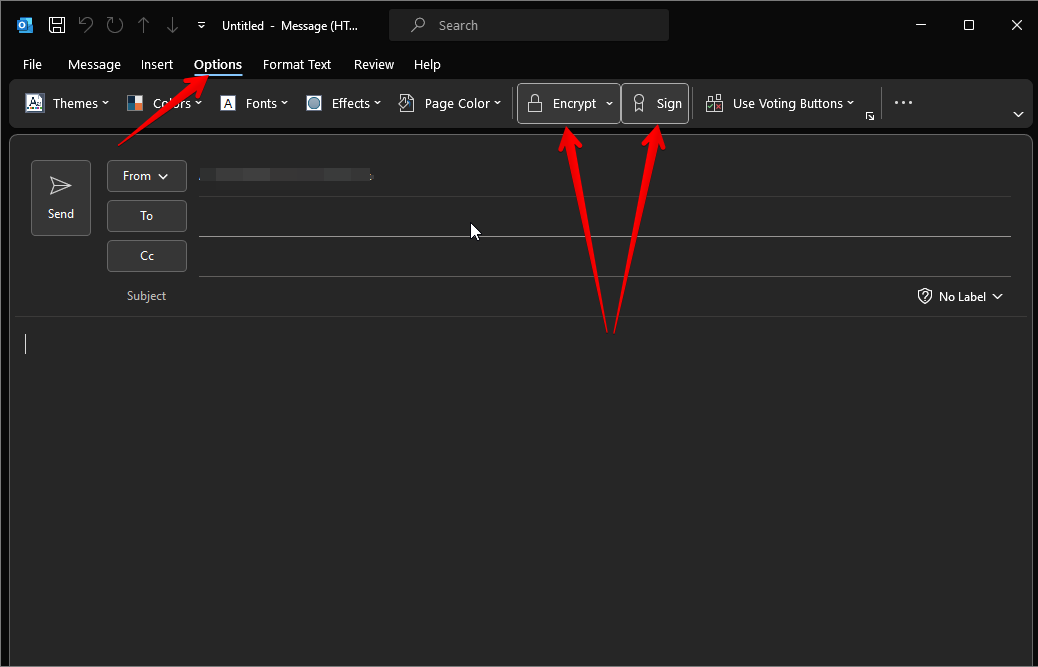 Untitled - Message (HT... Search
File Message Insert Options Format Text Review Help
Themes Colors Fonts Effects Page Color Encrypt Sign Use Voting Buttons
Send
From
To
Cc
Subject
No Label